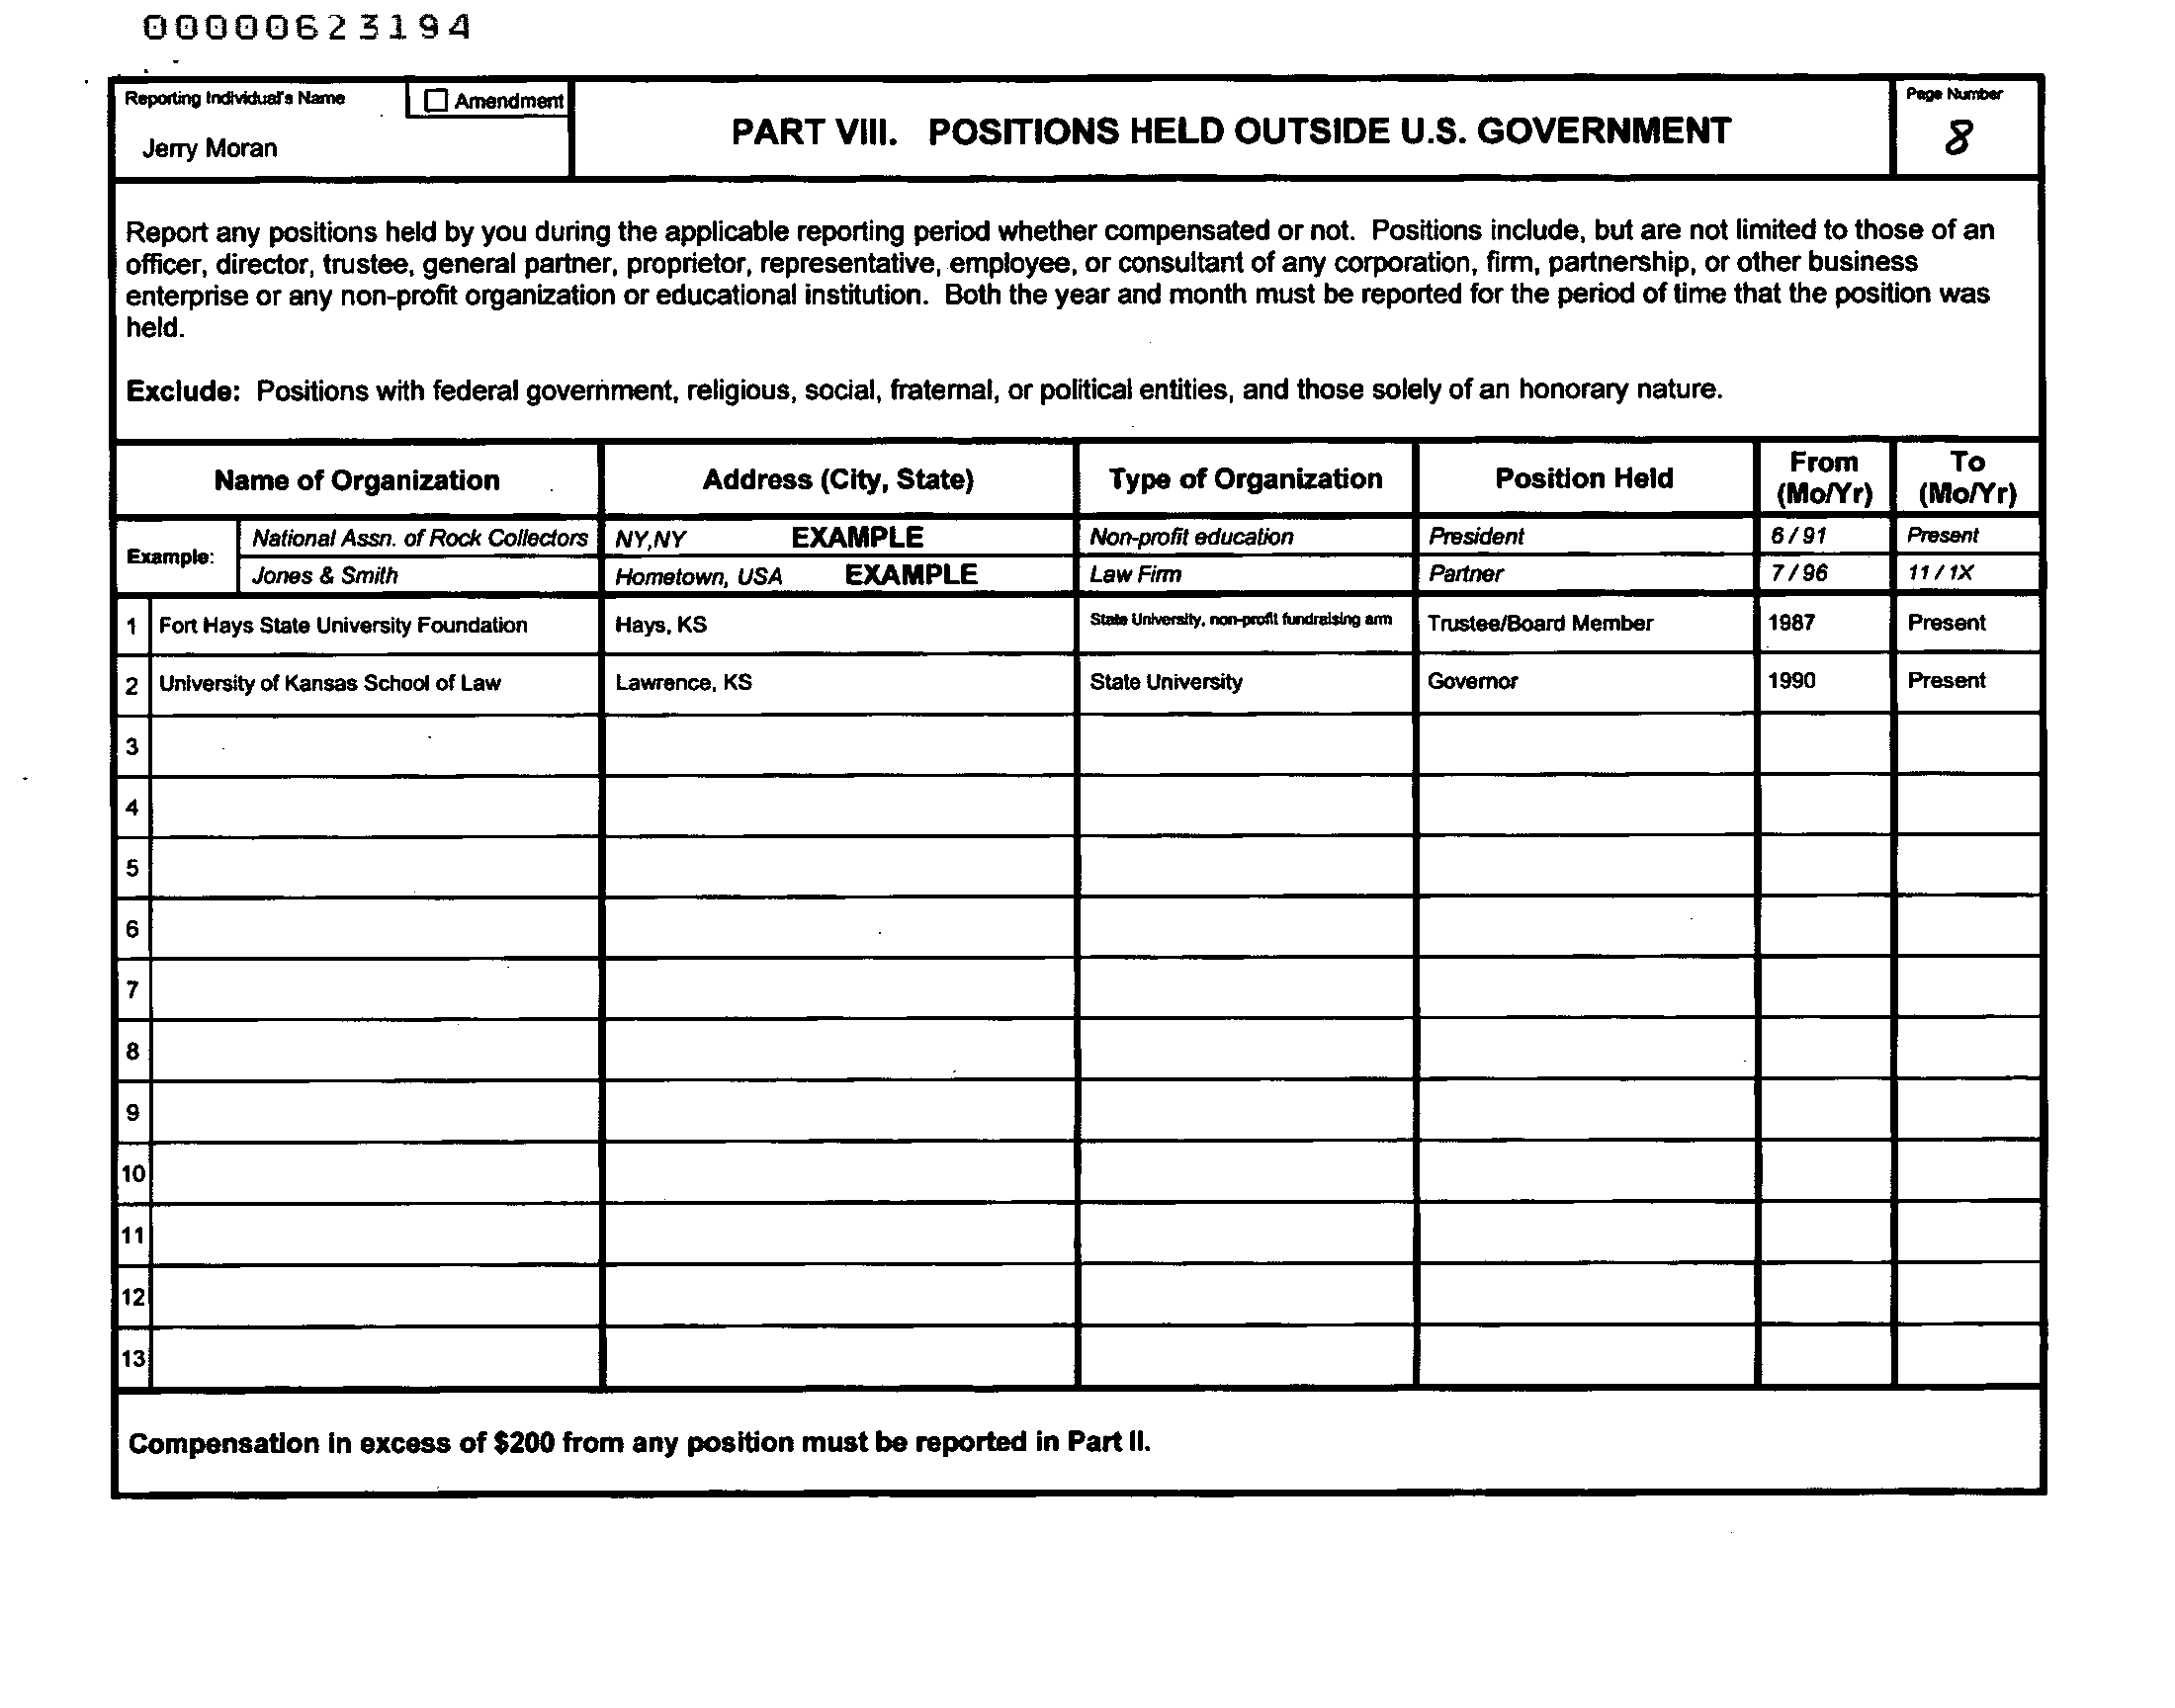 00000623194
Reporting Individual's Name
Amendment
Jerry Moran
PART VIII. POSITIONS HELD OUTSIDE U.S. GOVERNMENT
Page Number
8
Report any positions held by you during the applicable reporting period whether compensated or not. Positions include, but are not limited to those of an
officer, director, trustee, general partner, proprietor, representative, employee, or consultant of any corporation, firm, partnership, or other business
enterprise or any non-profit organization or educational institution. Both the year and month must be reported for the period of time that the position was
held.
Exclude: Positions with federal government, religious, social, fraternal, or political entities, and those solely of an honorary nature.
Name of Organization Address (City, State) Type of Organization Position Held From (Mo/Yr) To (Mo/Yr)
Example:
National Assn. of Rock Collectors NY,NY EXAMPLE Non-profit education President 6 / 91 Present
Jones & Smith Hometown, USA EXAMPLE Law Firm Partner 7 / 96 11 / 1X
1 Fort Hays State University Foundation Hays, KS State University, non-profit fundraising arm Trustee/Board Member 1987 Present
2 University of Kansas School of Law Lawrence, KS State University Governor 1990 Present
3
4
5
6
7
8
9
10
11
12
13
Compensation in excess of $200 from any position must be reported in Part II.